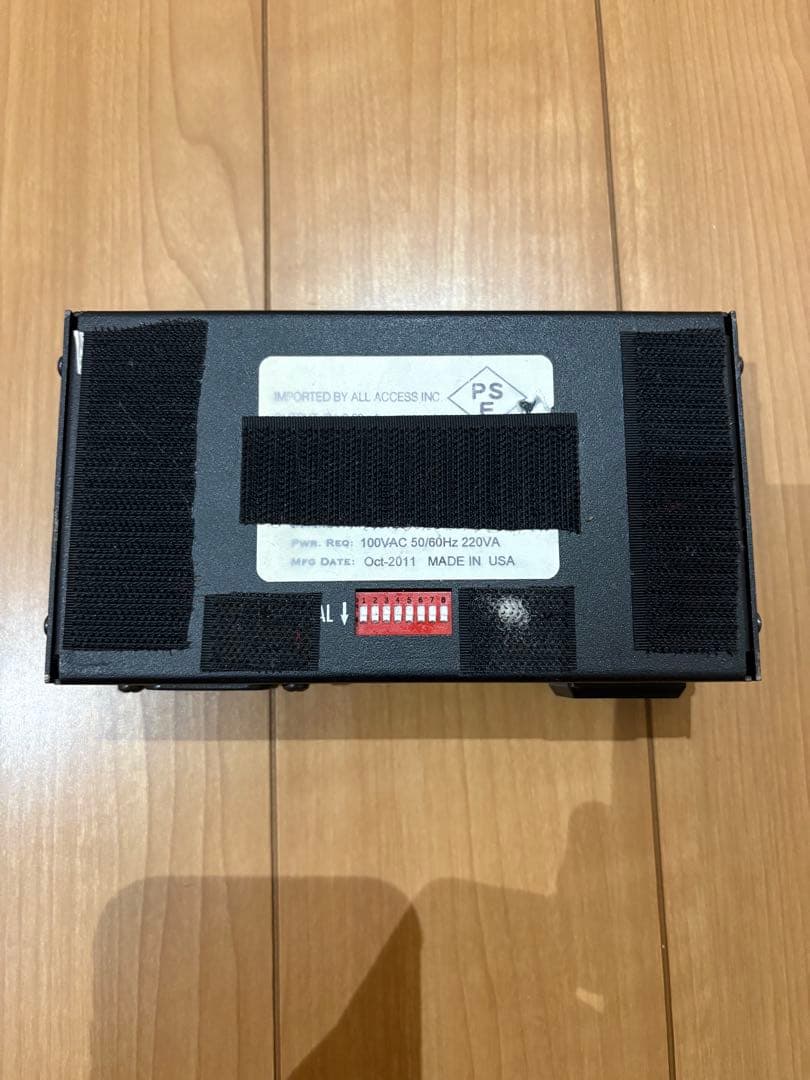 IMPORTED BY ALL ACCESS INC.
PS
E
PWR. REQ: 100VAC 50/60Hz 220VA
MFG DATE: Oct-2011 MADE IN USA
AL ↓
1 2 3 4 5 6 7 8